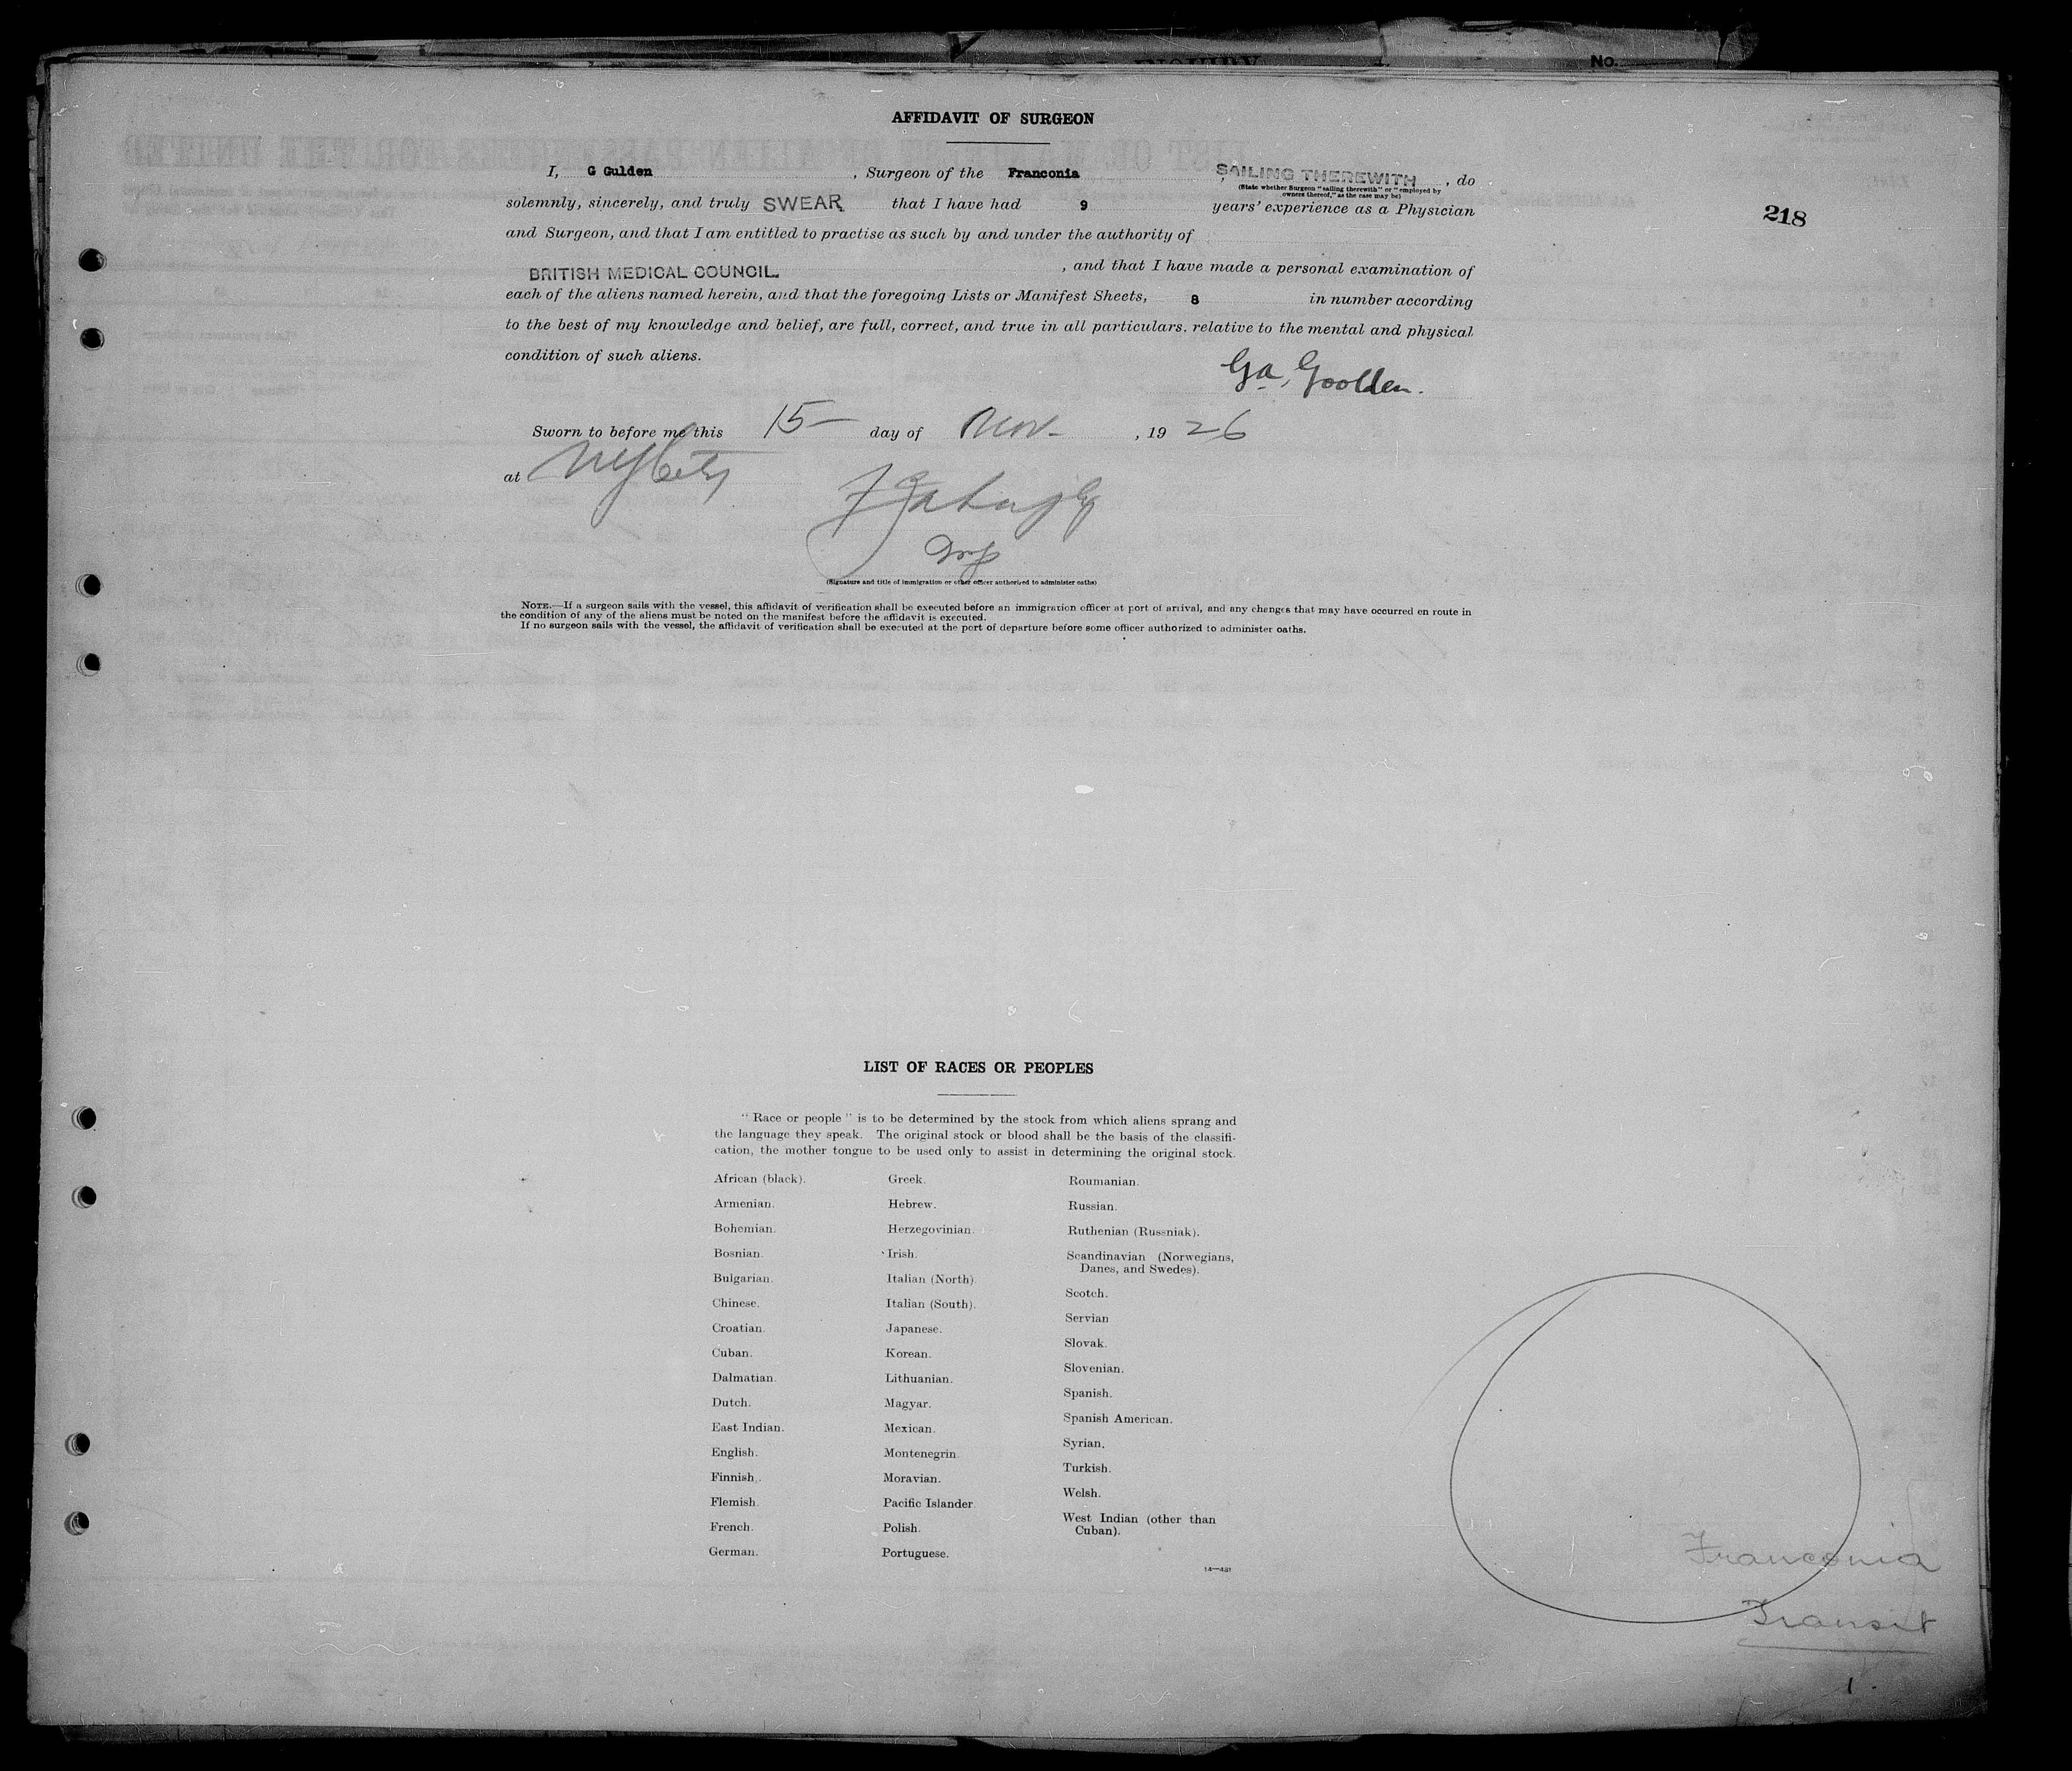 No.
AFFIDAVIT OF SURGEON
I, G Gulden , Surgeon of the Franconia , SAILING THEREWITH , do
(State whether Surgeon "sailing therewith" or "employed by
owners thereof," as the case may be)
solemnly, sincerely, and truly SWEAR that I have had 9 years' experience as a Physician
218
and Surgeon, and that I am entitled to practise as such by and under the authority of
BRITISH MEDICAL COUNCIL. , and that I have made a personal examination of
each of the aliens named herein, and that the foregoing Lists or Manifest Sheets, 8 in number according
to the best of my knowledge and belief, are full, correct, and true in all particulars. relative to the mental and physical
condition of such aliens.
Ga. Goolden.
Sworn to before me this 15 day of Nov. , 19 26
at NY City
(Signature and title of immigration or other officer authorized to administer oaths)
NOTE.—If a surgeon sails with the vessel, this affidavit of verification shall be executed before an immigration officer at port of arrival, and any changes that may have occurred en route in
the condition of any of the aliens must be noted on the manifest before the affidavit is executed.
If no surgeon sails with the vessel, the affidavit of verification shall be executed at the port of departure before some officer authorized to administer oaths.
LIST OF RACES OR PEOPLES
"Race or people" is to be determined by the stock from which aliens sprang and
the language they speak. The original stock or blood shall be the basis of the classifi-
cation, the mother tongue to be used only to assist in determining the original stock.
African (black).
Armenian.
Bohemian.
Bosnian.
Bulgarian.
Chinese.
Croatian.
Cuban.
Dalmatian.
Dutch.
East Indian.
English.
Finnish.
Flemish.
French.
German.
Greek.
Hebrew.
Herzegovinian.
Irish.
Italian (North).
Italian (South).
Japanese.
Korean.
Lithuanian.
Magyar.
Mexican.
Montenegrin.
Moravian.
Pacific Islander.
Polish.
Portuguese.
Roumanian.
Russian.
Ruthenian (Russniak).
Scandinavian (Norwegians,
Danes, and Swedes).
Scotch.
Servian
Slovak.
Slovenian.
Spanish.
Spanish American.
Syrian.
Turkish.
Welsh.
West Indian (other than
Cuban).
14—431
Franconia
Transit
1